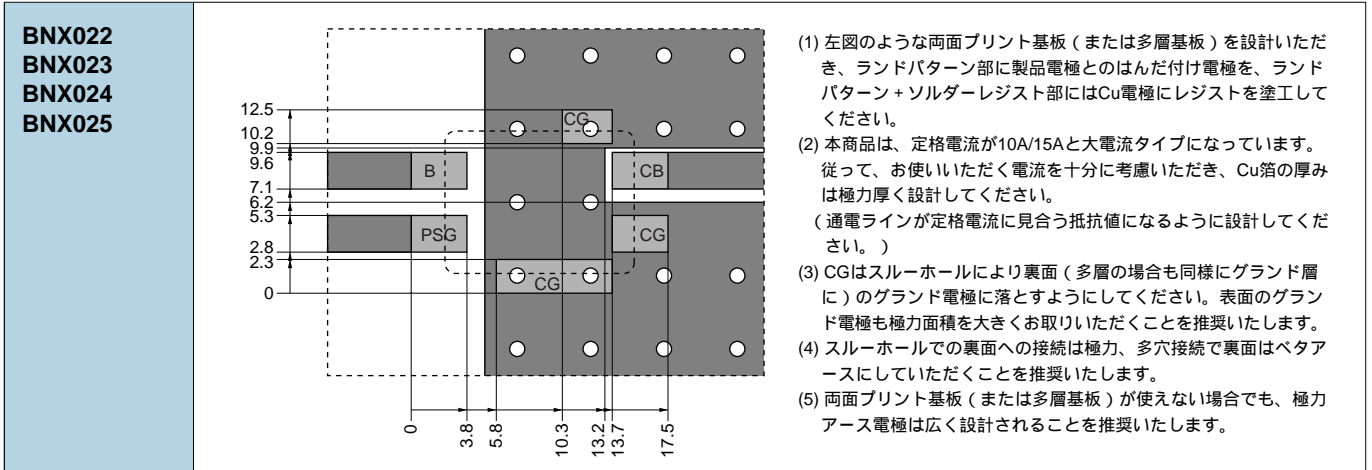 BNX022
BNX023
BNX024
BNX025
12.5
10.2
9.9
9.6
7.1
6.2
5.3
2.8
2.3
0
CG
B
CB
PSG
CG
CG
0
3.8
5.8
10.3
13.2
13.7
17.5
(1) 左図のような両面プリント基板（または多層基板）を設計いただ
き、ランドパターン部に製品電極とのはんだ付け電極を、ランド
パターン + ソルダーレジスト部にはCu電極にレジストを塗工して
ください。
(2) 本商品は、定格電流が10A/15Aと大電流タイプになっています。
従って、お使いいただく電流を十分に考慮いただき、Cu箔の厚み
は極力厚く設計してください。
（通電ラインが定格電流に見合う抵抗値になるように設計してくだ
さい。）
(3) CGはスルーホールにより裏面（多層の場合も同様にグランド層
に）のグランド電極に落とすようにしてください。表面のグラン
ド電極も極力面積を大きくお取りいただくことを推奨いたします。
(4) スルーホールでの裏面への接続は極力、多穴接続で裏面はベタア
ースにしていただくことを推奨いたします。
(5) 両面プリント基板（または多層基板）が使えない場合でも、極力
アース電極は広く設計されることを推奨いたします。